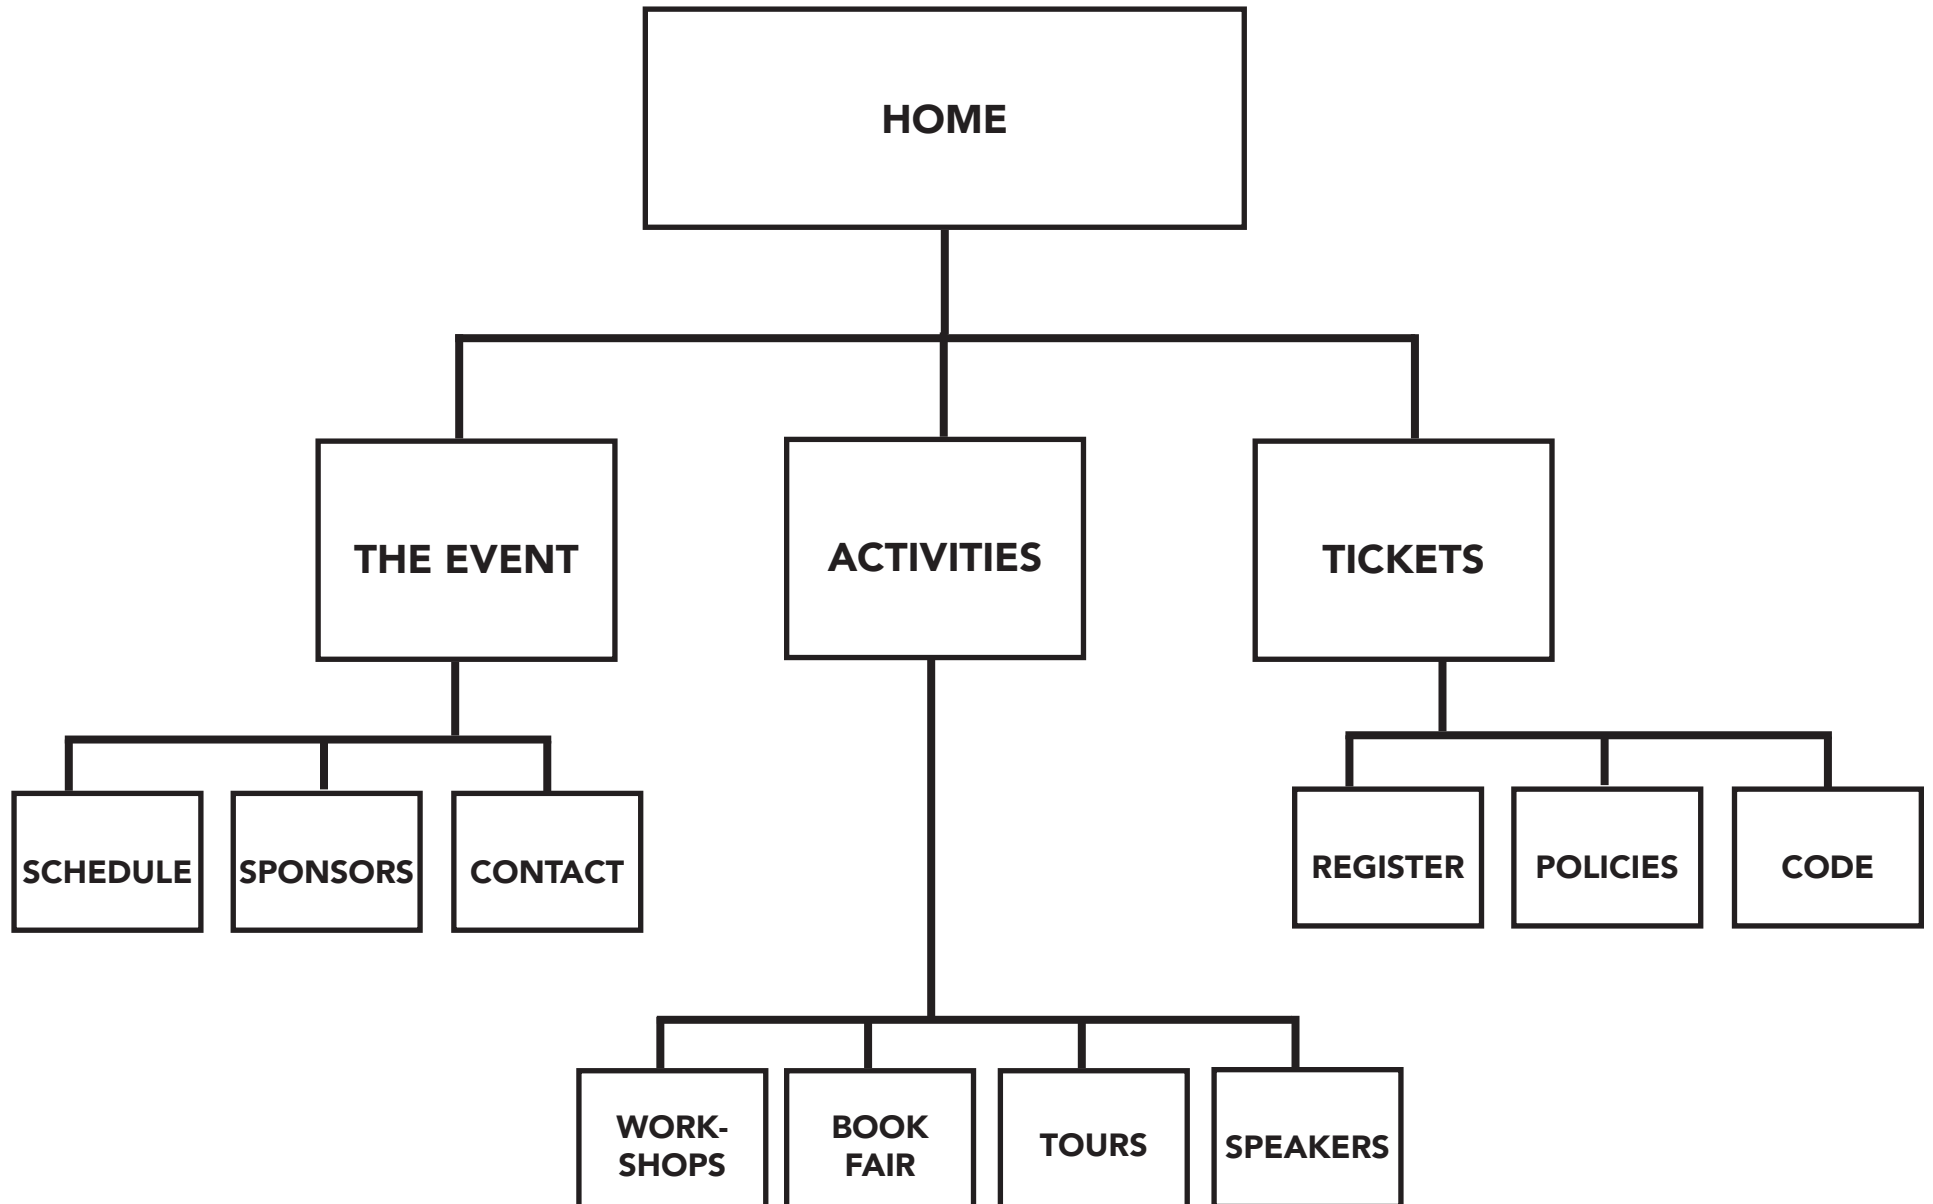 HOME
THE EVENT
ACTIVITIES
TICKETS
SCHEDULE
SPONSORS
CONTACT
REGISTER
POLICIES
CODE
WORK-
SHOPS
BOOK
FAIR
TOURS
SPEAKERS